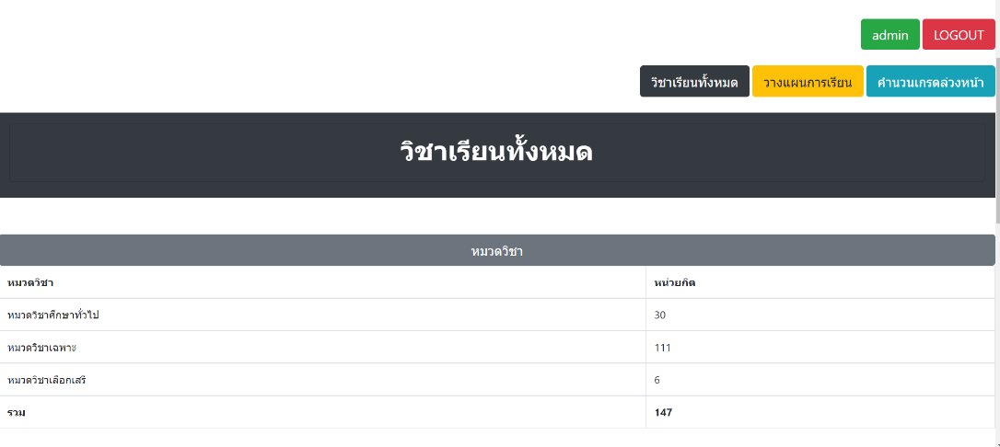 admin LOGOUT
วิชาเรียนทั้งหมด วางแผนการเรียน คำนวนเกรดล่วงหน้า
วิชาเรียนทั้งหมด
หมวดวิชา
หมวดวิชา หน่วยกิต
หมวดวิชาศึกษาทั่วไป 30
หมวดวิชาเฉพาะ 111
หมวดวิชาเลือกเสรี 6
รวม 147